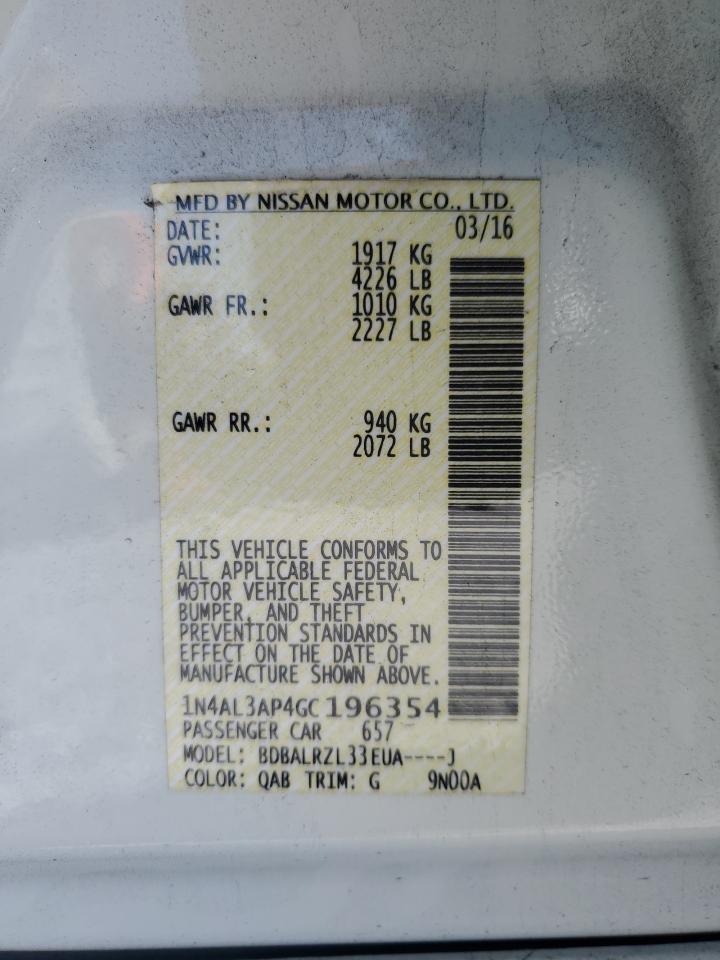 MFD BY NISSAN MOTOR CO., LTD.
DATE: 03/16
GVWR: 1917 KG
4226 LB
GAWR FR.: 1010 KG
2227 LB
GAWR RR.: 940 KG
2072 LB
THIS VEHICLE CONFORMS TO
ALL APPLICABLE FEDERAL
MOTOR VEHICLE SAFETY,
BUMPER, AND THEFT
PREVENTION STANDARDS IN
EFFECT ON THE DATE OF
MANUFACTURE SHOWN ABOVE.
1N4AL3AP4GC196354
PASSENGER CAR 657
MODEL: BDBALRZL33EUA----J
COLOR: QAB TRIM: G 9N00A